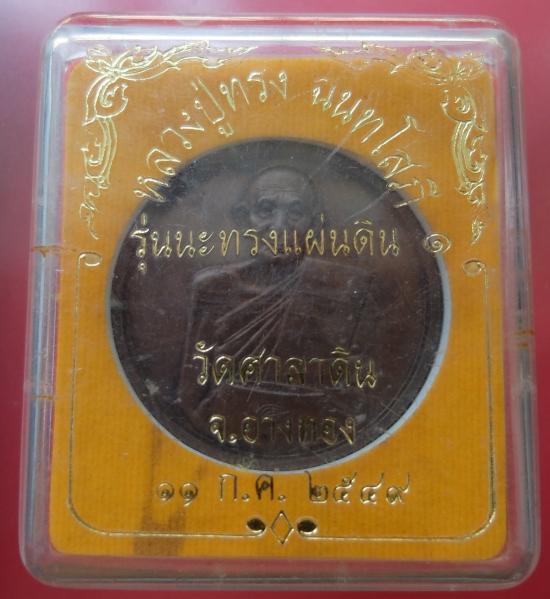 หลวงปู่ทรง ฉนฺทโสภี
รุ่นนะทรงแผ่นดิน ๑
วัดศาลาดิน
จ.อ่างทอง
๑๑ ก.ค. ๒๕๔๙